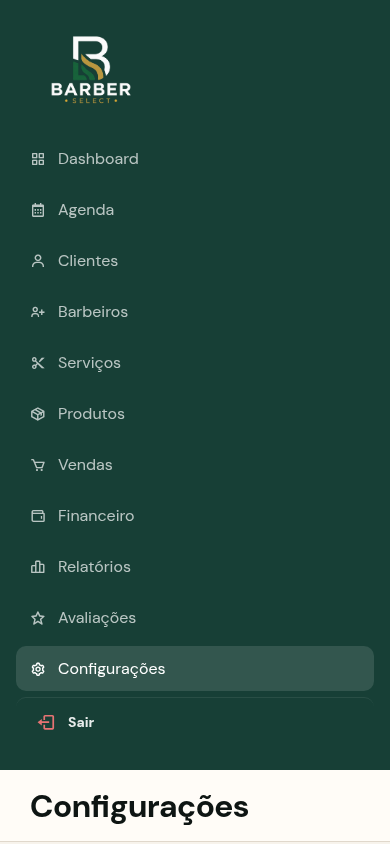 BARBER
• SELECT •
Dashboard
Agenda
Clientes
Barbeiros
Serviços
Produtos
Vendas
Financeiro
Relatórios
Avaliações
Configurações
Sair
Configurações